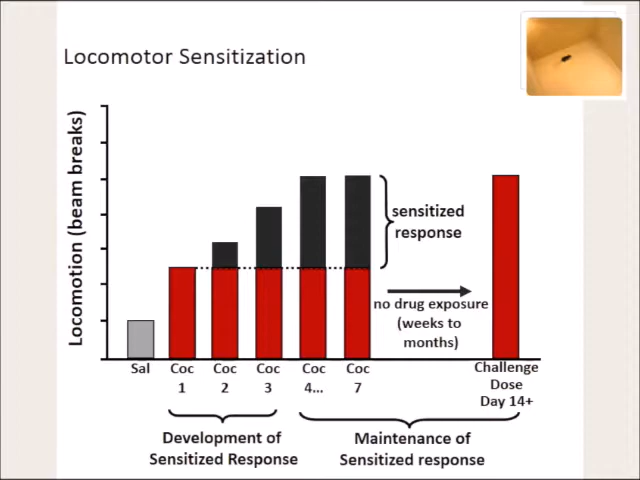 Locomotor Sensitization
Locomotion (beam breaks)
sensitized
response
no drug exposure
(weeks to
months)
Sal
Coc
1
Coc
2
Coc
3
Coc
4...
Coc
7
Challenge
Dose
Day 14+
Development of
Sensitized Response
Maintenance of
Sensitized response